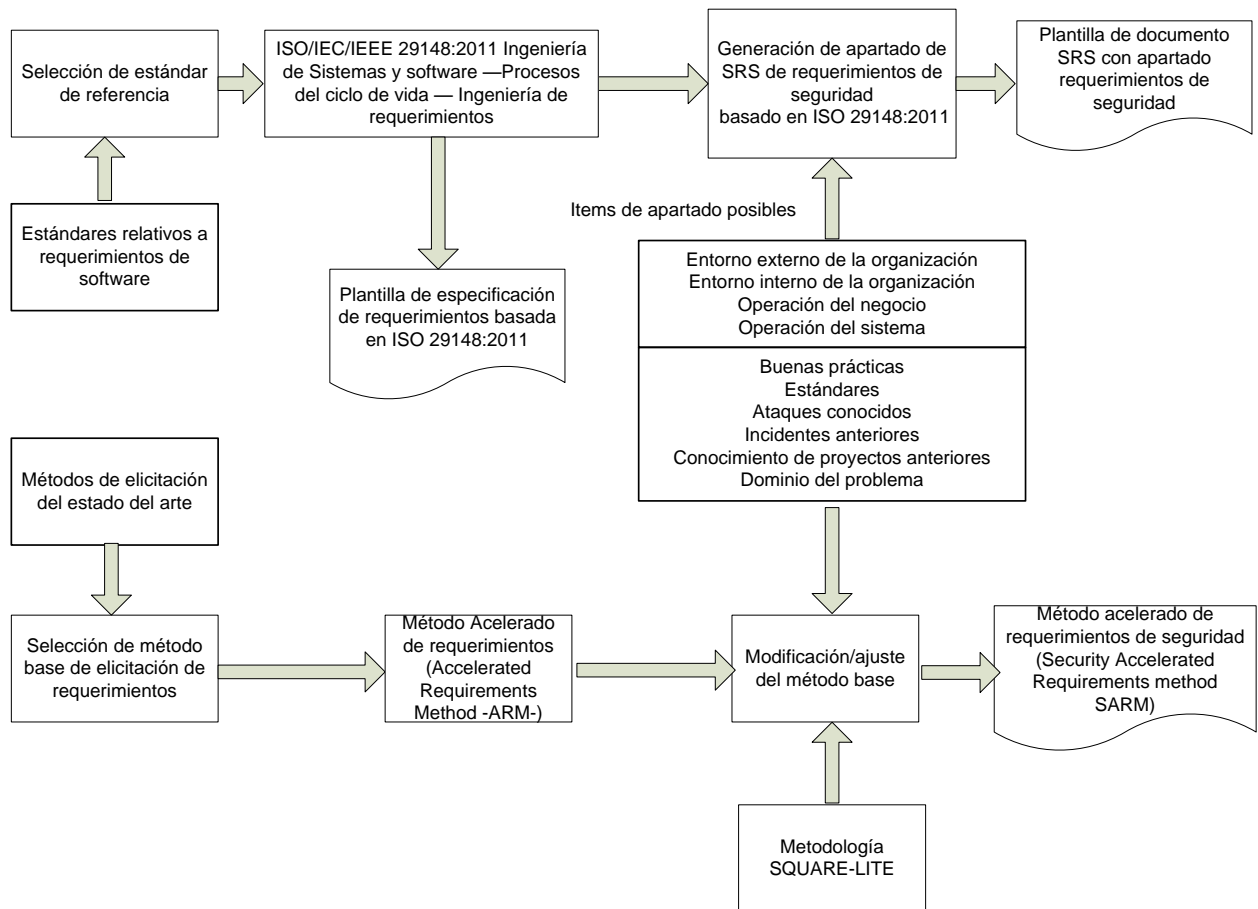 Selección de estándar
de referencia
ISO/IEC/IEEE 29148:2011 Ingeniería
de Sistemas y software —Procesos
del ciclo de vida — Ingeniería de
requerimientos
Generación de apartado de
SRS de requerimientos de
seguridad
basado en ISO 29148:2011
Plantilla de documento
SRS con apartado
requerimientos de
seguridad
Estándares relativos a
requerimientos de
software
Items de apartado posibles
Plantilla de especificación
de requerimientos basada
en ISO 29148:2011
Entorno externo de la organización
Entorno interno de la organización
Operación del negocio
Operación del sistema
Buenas prácticas
Estándares
Ataques conocidos
Incidentes anteriores
Conocimiento de proyectos anteriores
Dominio del problema
Métodos de elicitación
del estado del arte
Selección de método
base de elicitación de
requerimientos
Método Acelerado
de requerimientos
(Accelerated
Requirements
Method -ARM-)
Modificación/ajuste
del método base
Método acelerado de
requerimientos de seguridad
(Security Accelerated
Requirements method
SARM)
Metodología
SQUARE-LITE